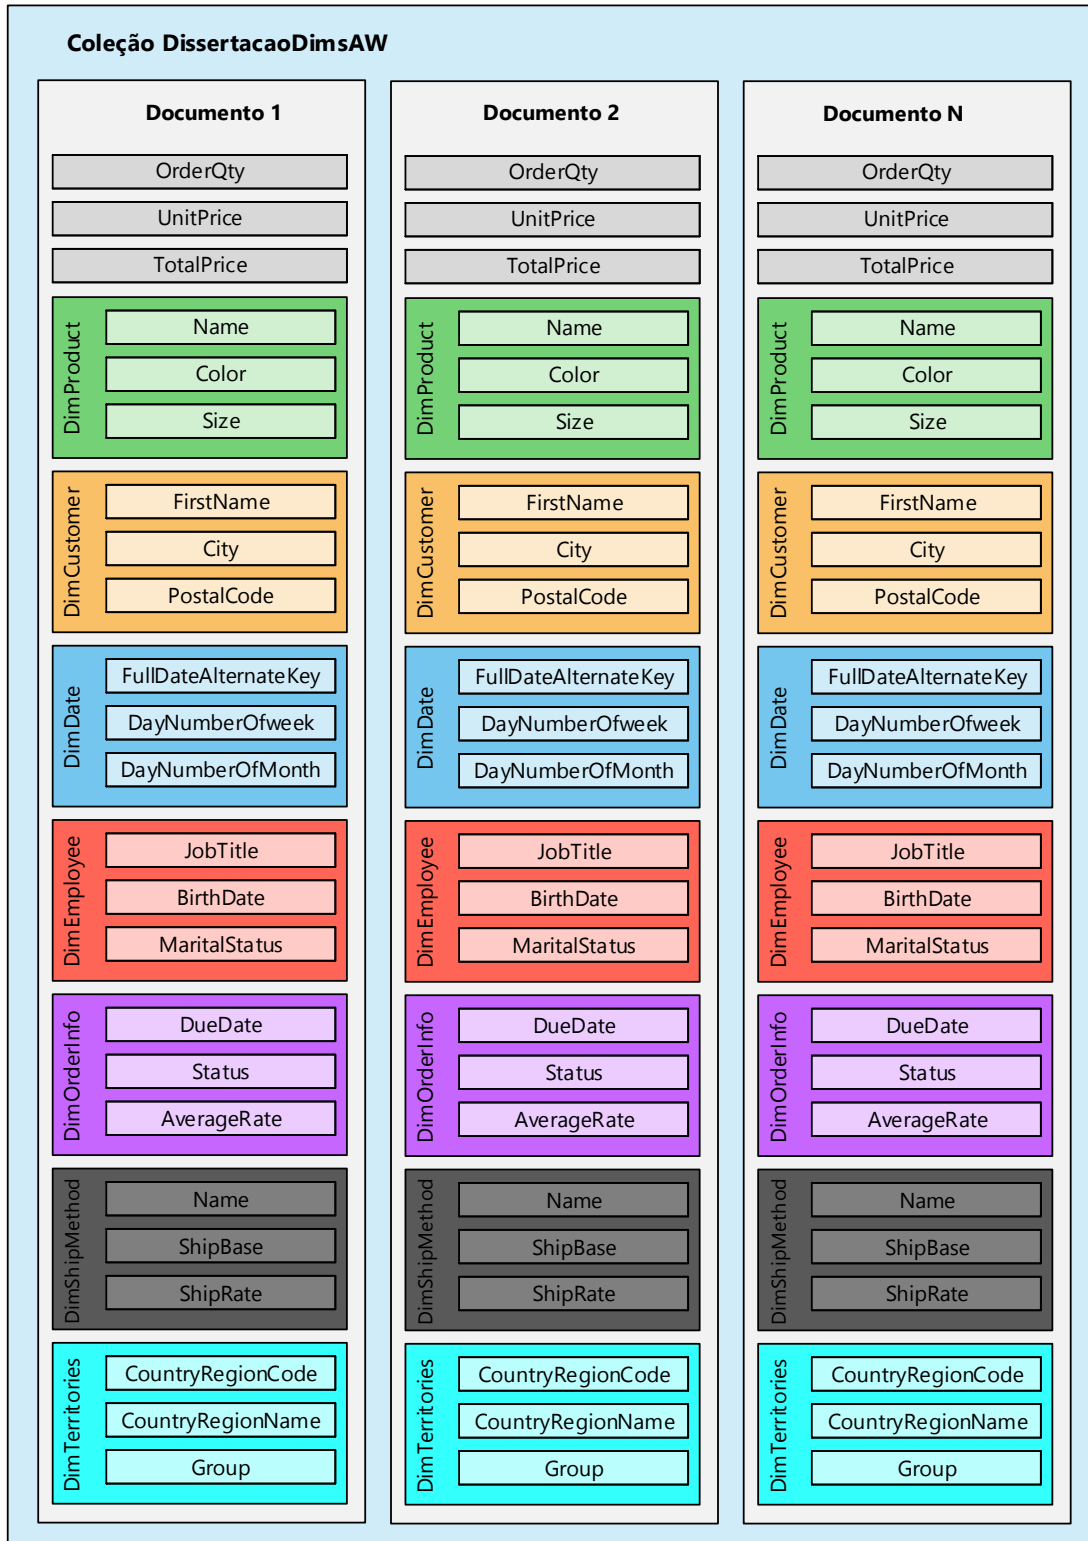 Coleção DissertacaoDimsAW
Documento 1
OrderQty
UnitPrice
TotalPrice
DimProduct
Name
Color
Size
DimCustomer
FirstName
City
PostalCode
DimDate
FullDateAlternateKey
DayNumberOfweek
DayNumberOfMonth
DimEmployee
JobTitle
BirthDate
MaritalStatus
DimOrderInfo
DueDate
Status
AverageRate
DimShipMethod
Name
ShipBase
ShipRate
DimTerritories
CountryRegionCode
CountryRegionName
Group
Documento 2
OrderQty
UnitPrice
TotalPrice
DimProduct
Name
Color
Size
DimCustomer
FirstName
City
PostalCode
DimDate
FullDateAlternateKey
DayNumberOfweek
DayNumberOfMonth
DimEmployee
JobTitle
BirthDate
MaritalStatus
DimOrderInfo
DueDate
Status
AverageRate
DimShipMethod
Name
ShipBase
ShipRate
DimTerritories
CountryRegionCode
CountryRegionName
Group
Documento N
OrderQty
UnitPrice
TotalPrice
DimProduct
Name
Color
Size
DimCustomer
FirstName
City
PostalCode
DimDate
FullDateAlternateKey
DayNumberOfweek
DayNumberOfMonth
DimEmployee
JobTitle
BirthDate
MaritalStatus
DimOrderInfo
DueDate
Status
AverageRate
DimShipMethod
Name
ShipBase
ShipRate
DimTerritories
CountryRegionCode
CountryRegionName
Group